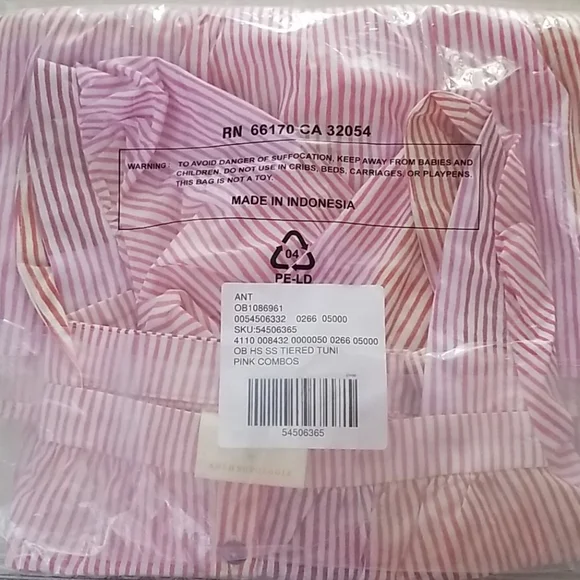 RN 66170 CA 32054
WARNING: TO AVOID DANGER OF SUFFOCATION, KEEP AWAY FROM BABIES AND
CHILDREN. DO NOT USE IN CRIBS, BEDS, CARRIAGES, OR PLAYPENS.
THIS BAG IS NOT A TOY.
MADE IN INDONESIA
04
PE-LD
ANT
OB1086961
0054506332 0266 05000
SKU:54506365
4110 008432 0000050 0266 05000
OB HS SS TIERED TUNI
PINK COMBOS
54506365